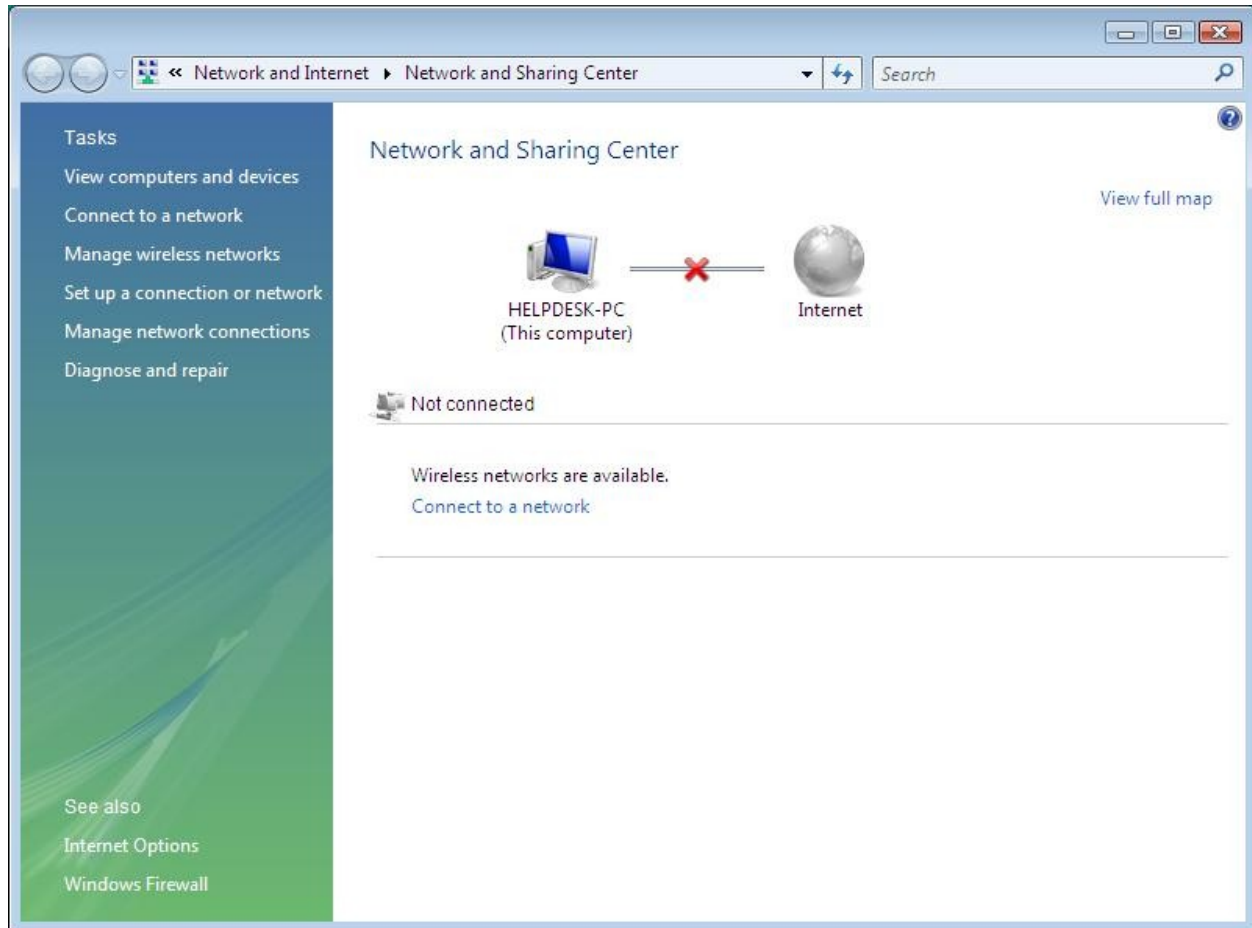 « Network and Internet ▸ Network and Sharing Center
Search
Tasks
View computers and devices
Connect to a network
Manage wireless networks
Set up a connection or network
Manage network connections
Diagnose and repair
See also
Internet Options
Windows Firewall
Network and Sharing Center
View full map
HELPDESK-PC
(This computer)
Internet
Not connected
Wireless networks are available.
Connect to a network